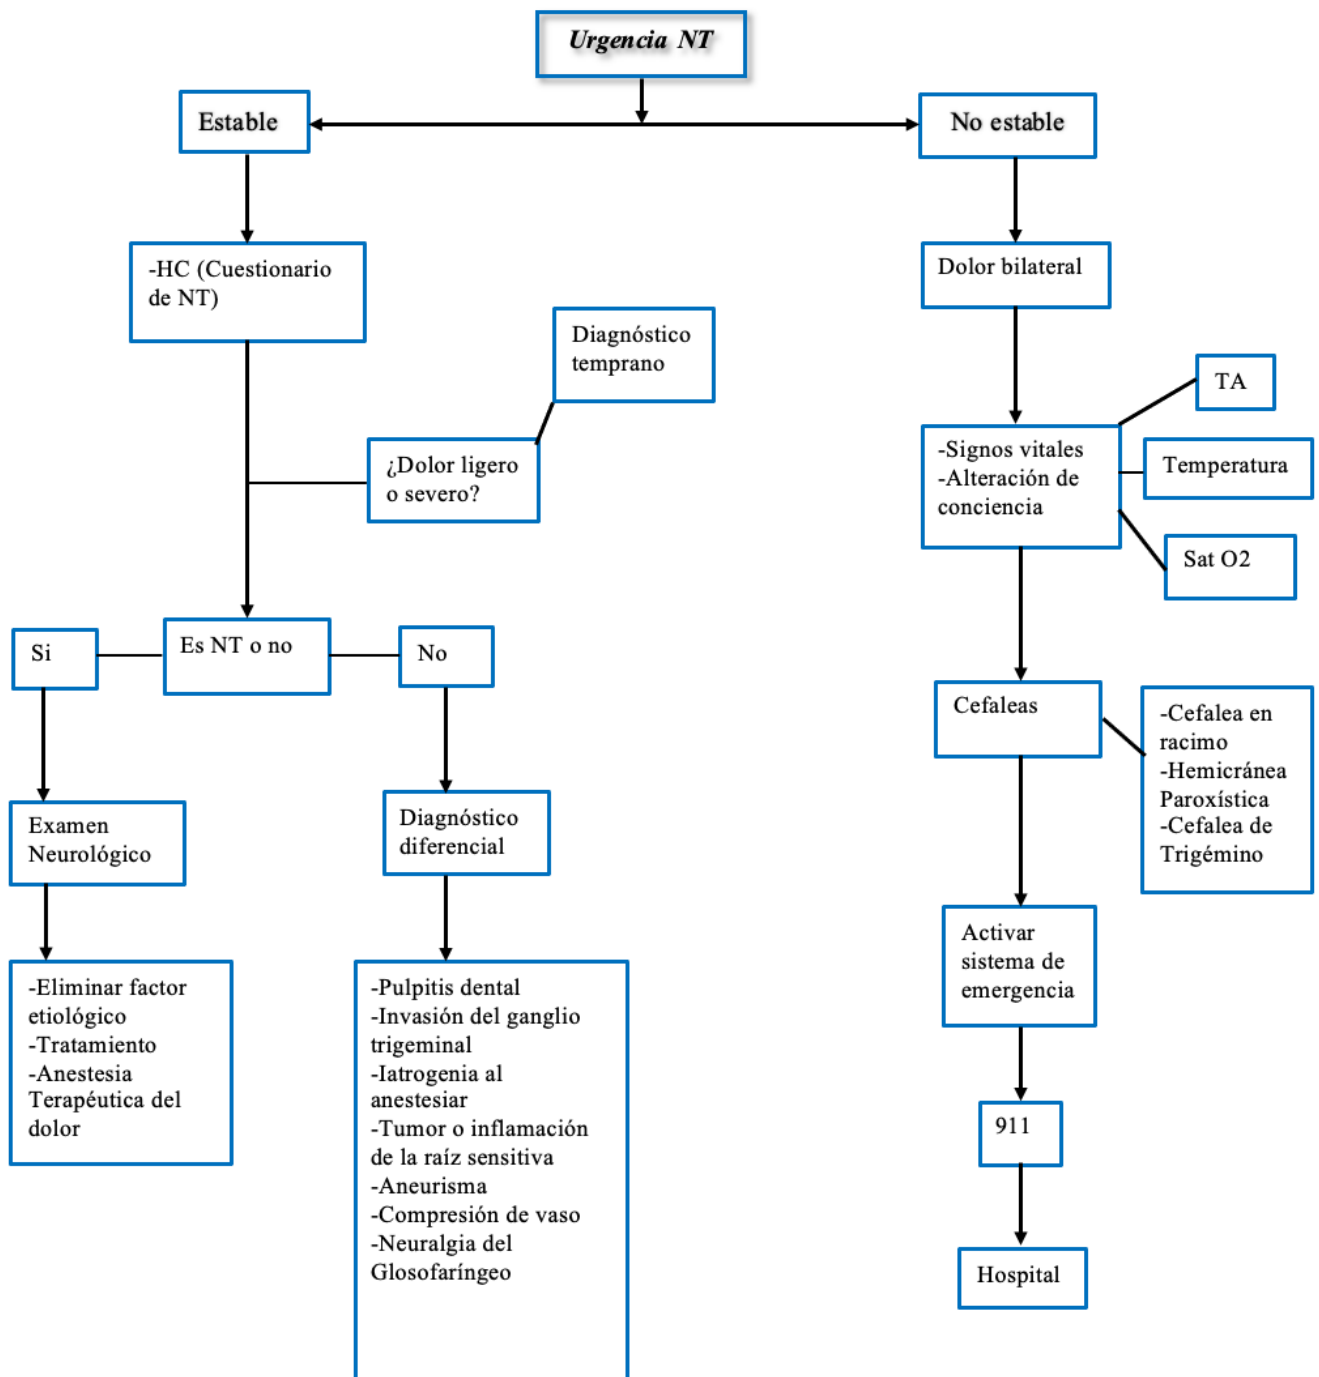 Urgencia NT
Estable
No estable
-HC (Cuestionario
de NT)
Dolor bilateral
Diagnóstico
temprano
TA
¿Dolor ligero
o severo?
-Signos vitales
-Alteración de
conciencia
Temperatura
Sat O2
Si
Es NT o no
No
Cefaleas
-Cefalea en
racimo
-Hemicránea
Paroxística
-Cefalea de
Trigémino
Examen
Neurológico
Diagnóstico
diferencial
Activar
sistema de
emergencia
-Eliminar factor
etiológico
-Tratamiento
-Anestesia
Terapéutica del
dolor
-Pulpitis dental
-Invasión del ganglio
trigeminal
-Iatrogenia al
anestesiar
-Tumor o inflamación
de la raíz sensitiva
-Aneurisma
-Compresión de vaso
-Neuralgia del
Glosofaríngeo
911
Hospital